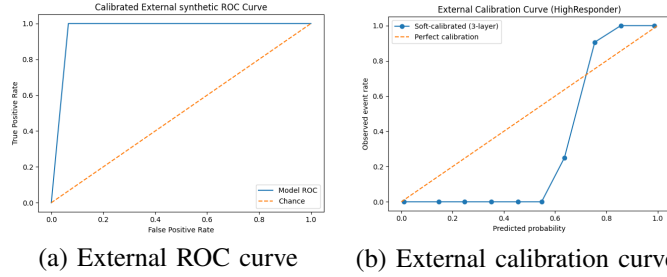 Calibrated External synthetic ROC Curve
True Positive Rate
1.0
0.8
0.6
0.4
0.2
0.0
Model ROC
Chance
0.0 0.2 0.4 0.6 0.8 1.0
False Positive Rate
(a) External ROC curve
External Calibration Curve (HighResponder)
Observed event rate
1.0
0.8
0.6
0.4
0.2
0.0
Soft-calibrated (3-layer)
Perfect calibration
0.0 0.2 0.4 0.6 0.8 1.0
Predicted probability
(b) External calibration curve